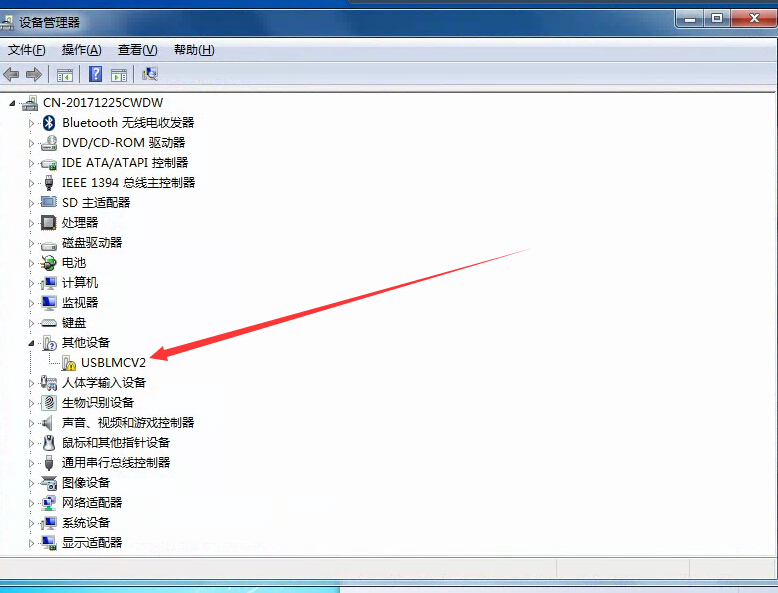 设备管理器
文件(F) 操作(A) 查看(V) 帮助(H)
CN-20171225CWDW
Bluetooth 无线电收发器
DVD/CD-ROM 驱动器
IDE ATA/ATAPI 控制器
IEEE 1394 总线主控制器
SD 主适配器
处理器
磁盘驱动器
电池
计算机
监视器
键盘
其他设备
USBLMCV2
人体学输入设备
生物识别设备
声音、视频和游戏控制器
鼠标和其他指针设备
通用串行总线控制器
图像设备
网络适配器
系统设备
显示适配器